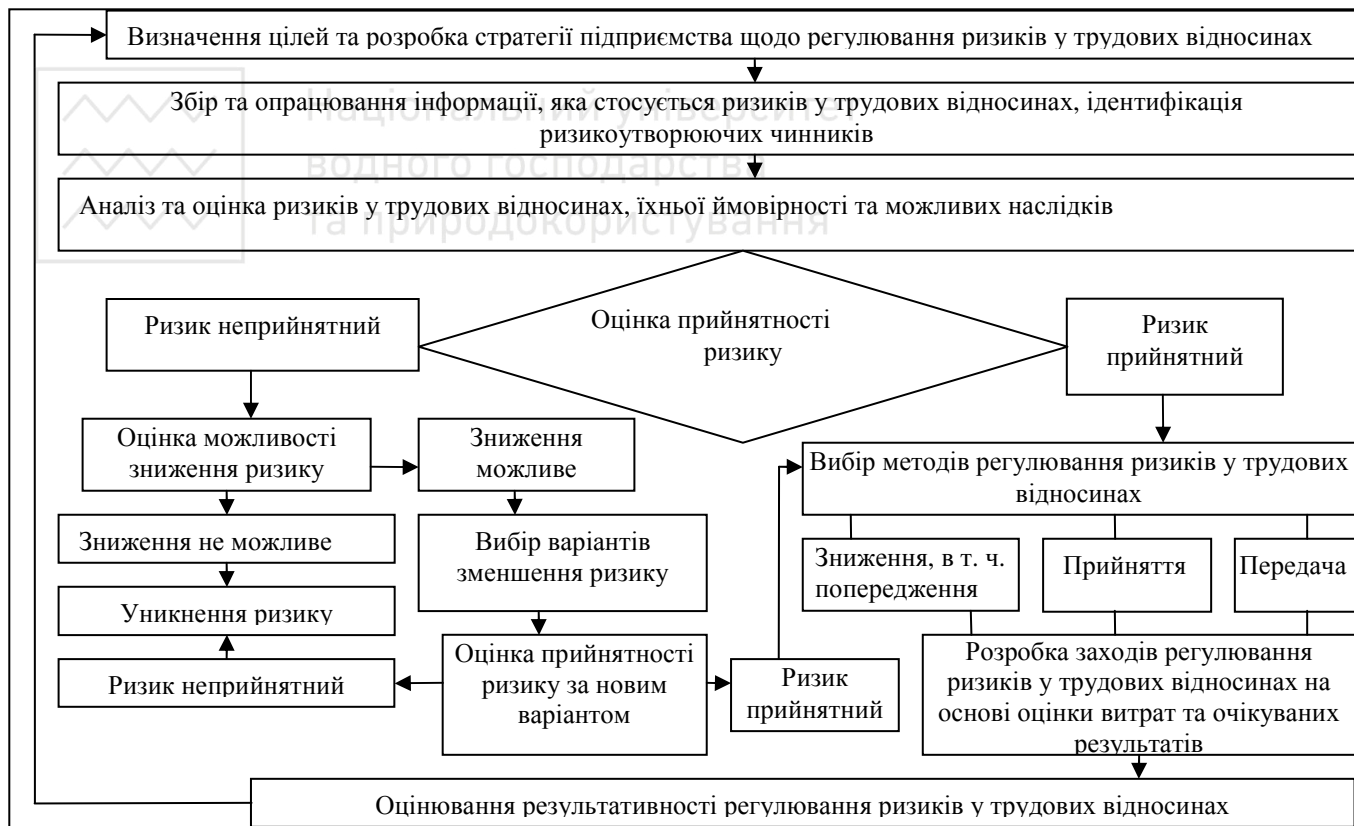 Визначення цілей та розробка стратегії підприємства щодо регулювання ризиків у трудових відносинах
Збір та опрацювання інформації, яка стосується ризиків у трудових відносинах, ідентифікація
ризикоутворюючих чинників
Національний університет
водного господарства
та природокористування
Аналіз та оцінка ризиків у трудових відносинах, їхньої ймовірності та можливих наслідків
Оцінка прийнятності
ризику
Ризик неприйнятний
Ризик
прийнятний
Оцінка можливості
зниження ризику
Зниження
можливе
Вибір методів регулювання ризиків у трудових
відносинах
Зниження не можливе
Вибір варіантів
зменшення ризику
Зниження, в т. ч.
попередження
Прийняття
Передача
Уникнення ризику
Ризик неприйнятний
Оцінка прийнятності
ризику за новим
варіантом
Ризик
прийнятний
Розробка заходів регулювання
ризиків у трудових відносинах на
основі оцінки витрат та очікуваних
результатів
Оцінювання результативності регулювання ризиків у трудових відносинах